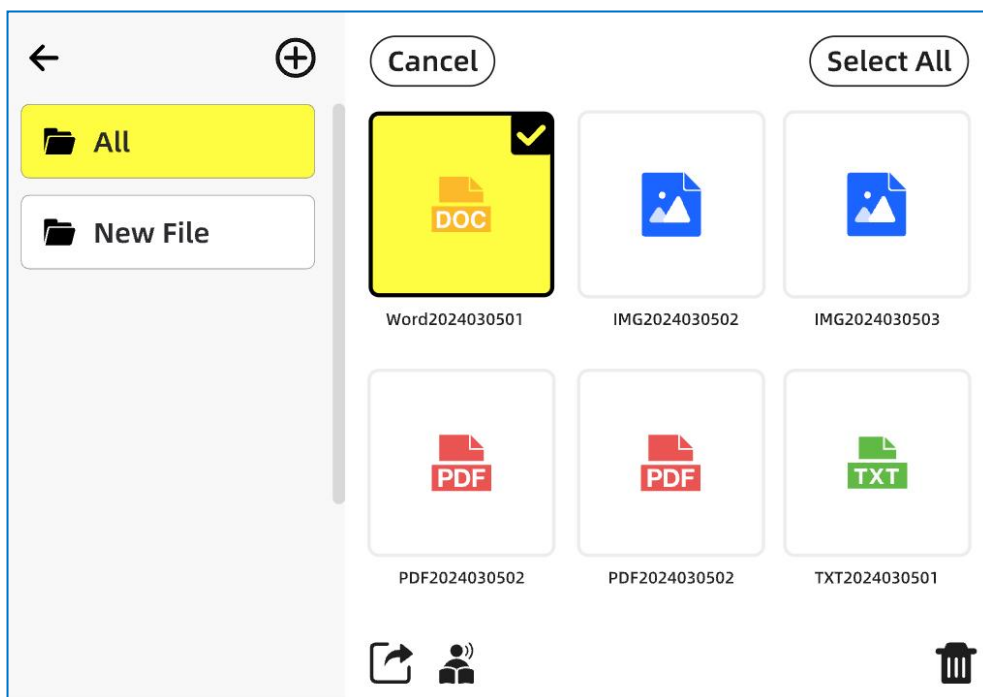 Cancel
Select All
All
New File
DOC
Word2024030501
IMG2024030502
IMG2024030503
PDF
PDF
TXT
PDF2024030502
PDF2024030502
TXT2024030501